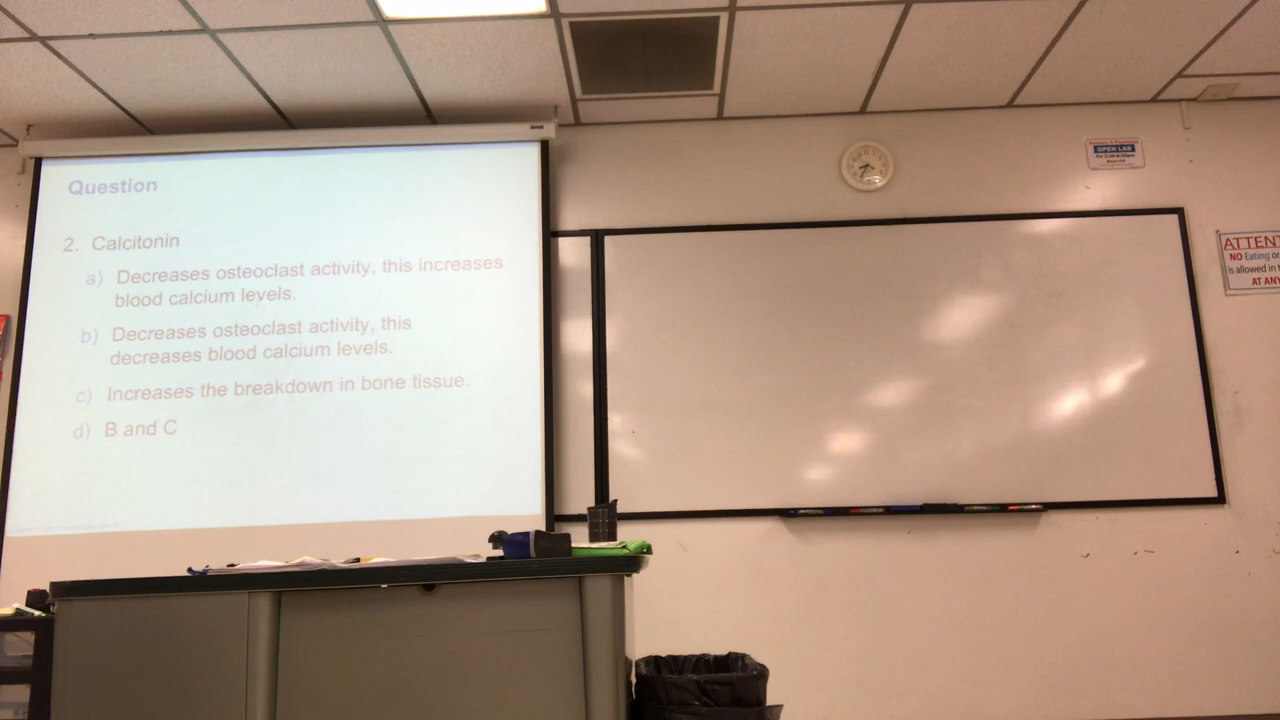 Question
2. Calcitonin
a) Decreases osteoclast activity, this increases
blood calcium levels.
b) Decreases osteoclast activity, this
decreases blood calcium levels.
c) Increases the breakdown in bone tissue.
d) B and C
OPEN LAB
ATTENT
NO Eating or
is allowed in t
AT ANY